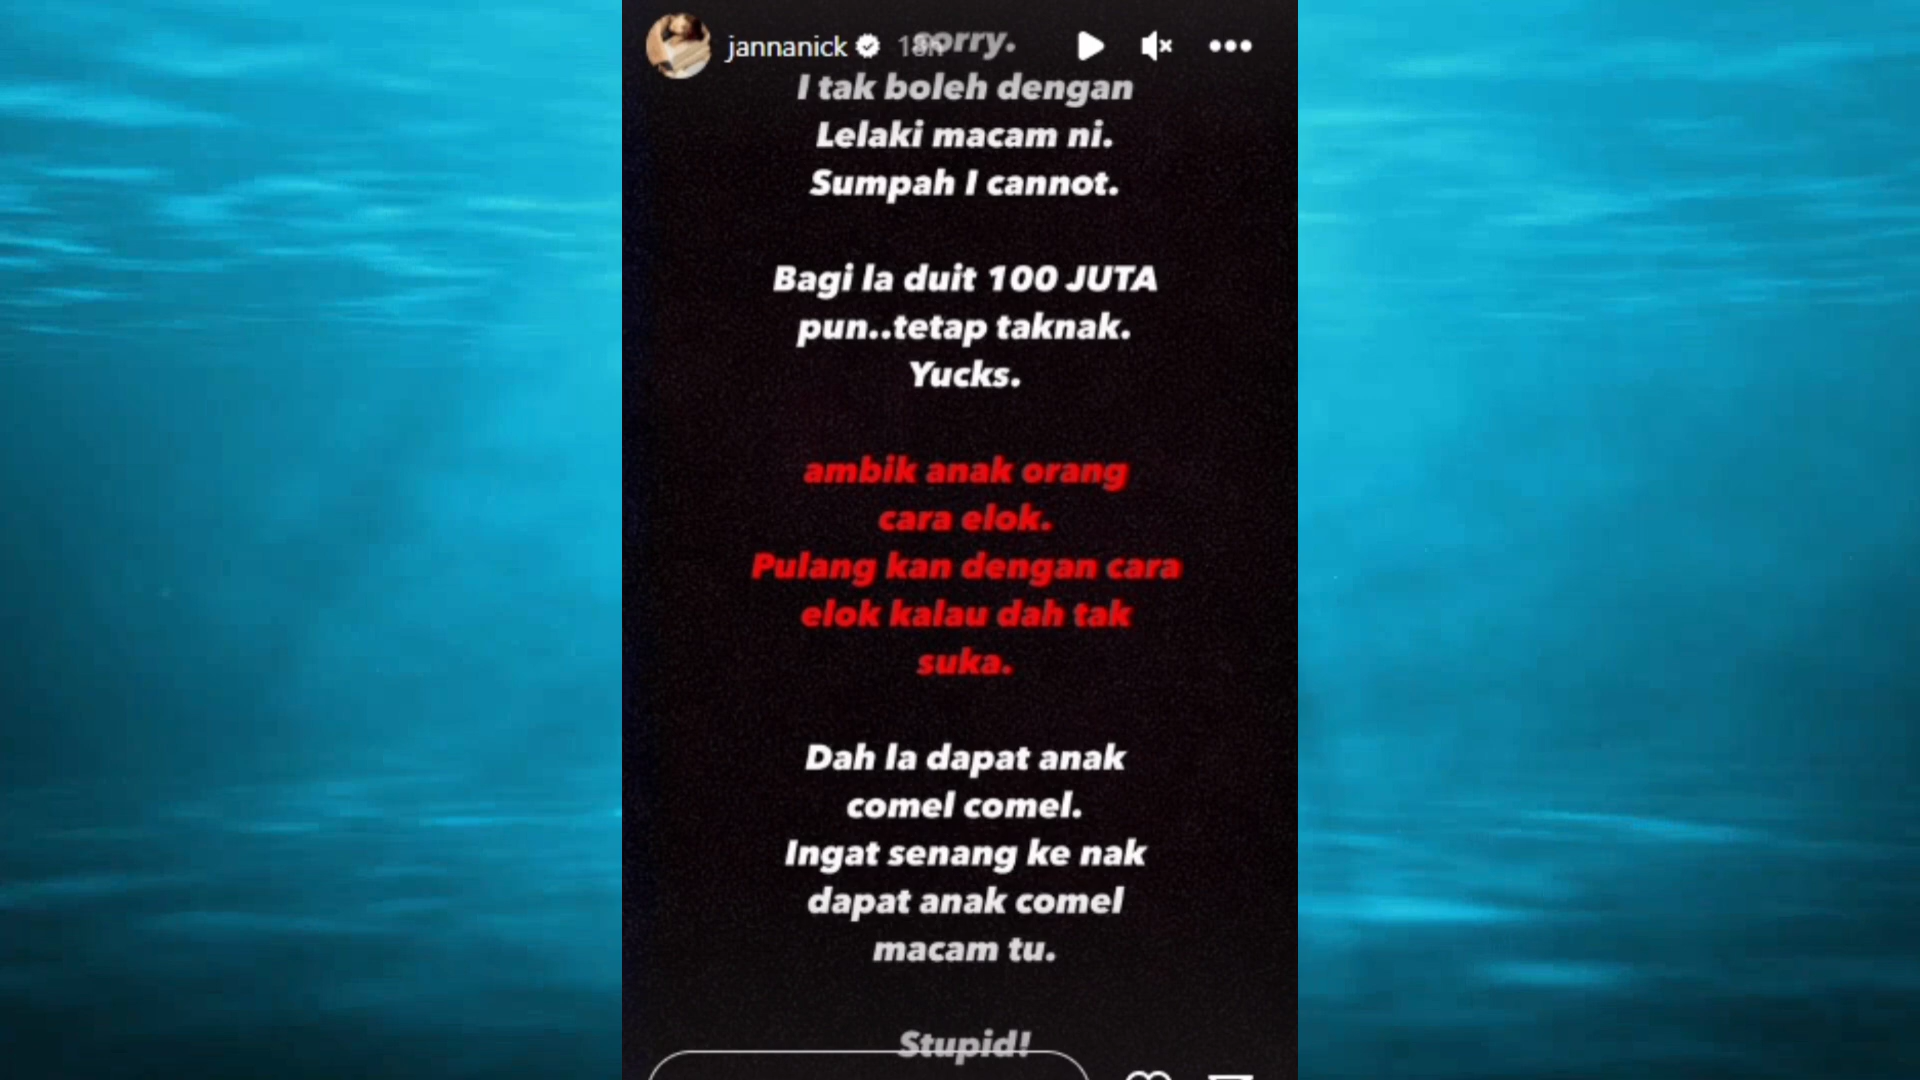 jannanick 18h
sorry.
I tak boleh dengan
Lelaki macam ni.
Sumpah I cannot.
Bagi la duit 100 JUTA
pun..tetap taknak.
Yucks.
ambik anak orang
cara elok.
Pulang kan dengan cara
elok kalau dah tak
suka.
Dah la dapat anak
comel comel.
Ingat senang ke nak
dapat anak comel
macam tu.
Stupid!